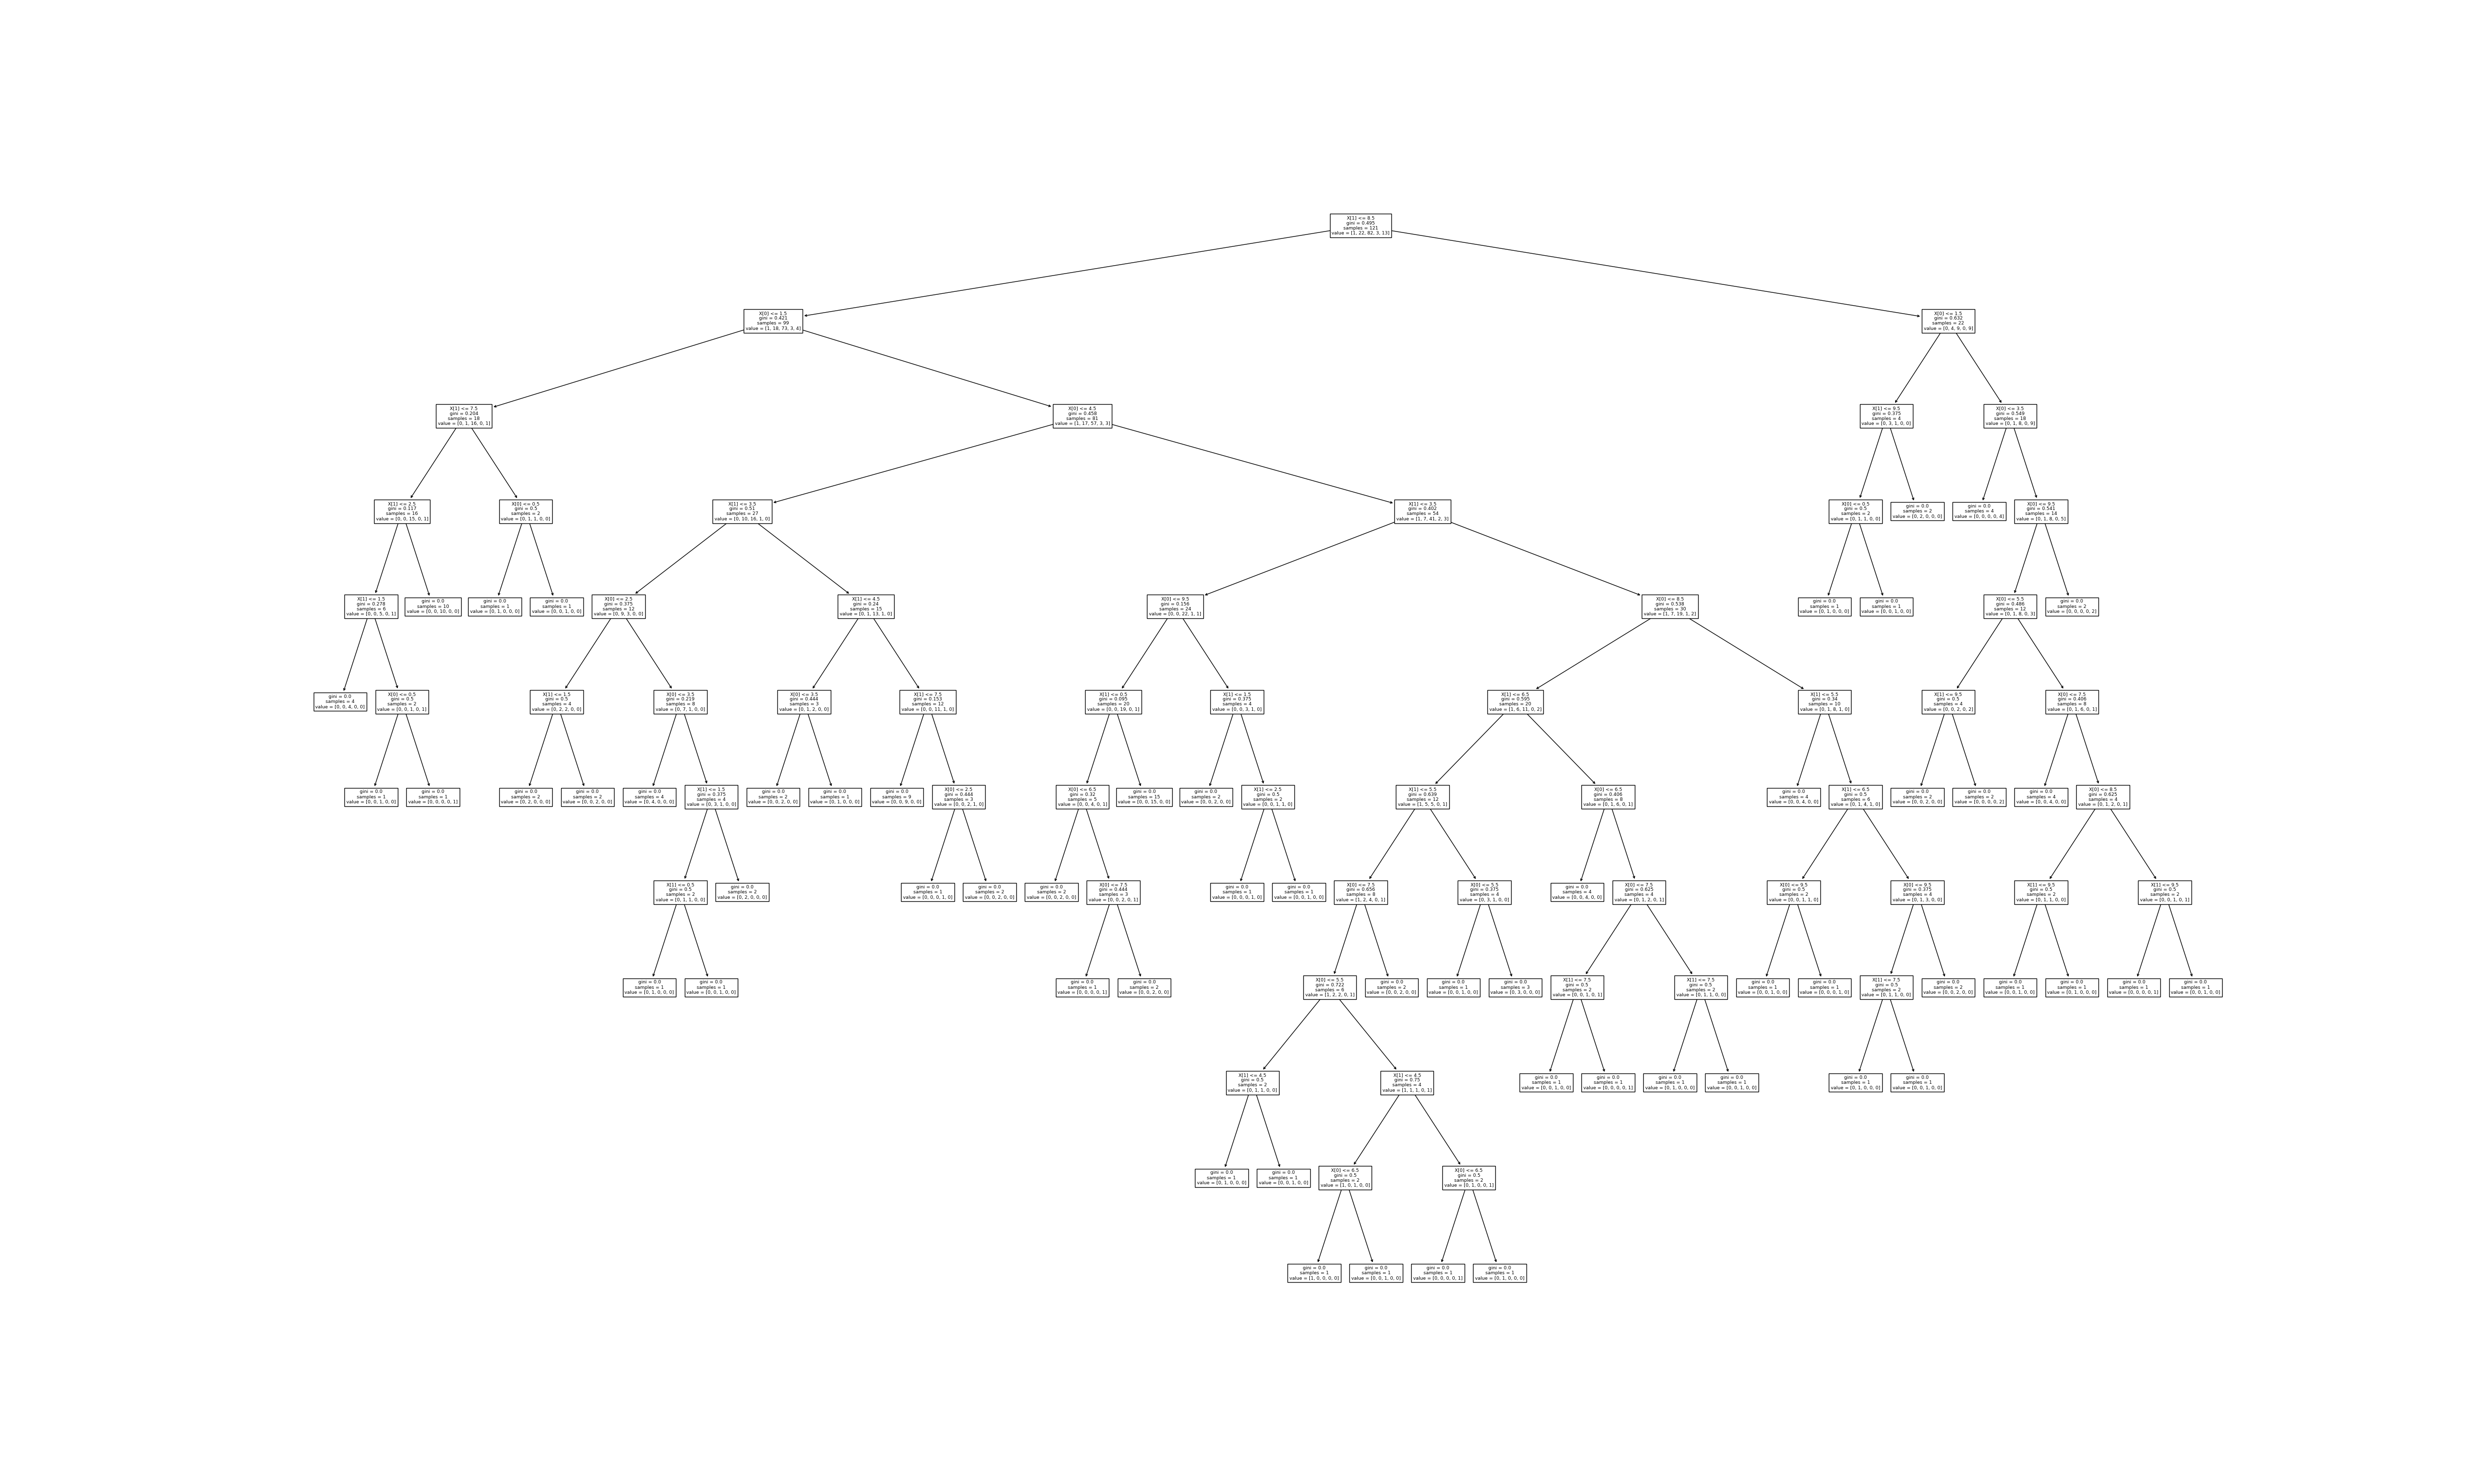 X[1] <= 8.5
gini = 0.495
samples = 121
value = [1, 22, 82, 3, 13]
X[0] <= 1.5
gini = 0.421
samples = 99
value = [1, 18, 73, 3, 4]
X[0] <= 1.5
gini = 0.632
samples = 22
value = [0, 4, 9, 0, 9]
X[1] <= 7.5
gini = 0.204
samples = 18
value = [0, 1, 16, 0, 1]
X[0] <= 4.5
gini = 0.458
samples = 81
value = [1, 17, 57, 3, 3]
X[1] <= 9.5
gini = 0.375
samples = 4
value = [0, 3, 1, 0, 0]
X[0] <= 3.5
gini = 0.549
samples = 18
value = [0, 1, 8, 0, 9]
X[1] <= 2.5
gini = 0.117
samples = 16
value = [0, 0, 15, 0, 1]
X[0] <= 0.5
gini = 0.5
samples = 2
value = [0, 1, 1, 0, 0]
X[1] <= 3.5
gini = 0.51
samples = 27
value = [0, 10, 16, 1, 0]
X[1] <= 3.5
gini = 0.402
samples = 54
value = [1, 7, 41, 2, 3]
X[0] <= 0.5
gini = 0.5
samples = 2
value = [0, 1, 1, 0, 0]
gini = 0.0
samples = 2
value = [0, 2, 0, 0, 0]
gini = 0.0
samples = 4
value = [0, 0, 0, 0, 4]
X[0] <= 9.5
gini = 0.541
samples = 14
value = [0, 1, 8, 0, 5]
X[1] <= 1.5
gini = 0.278
samples = 6
value = [0, 0, 5, 0, 1]
gini = 0.0
samples = 10
value = [0, 0, 10, 0, 0]
gini = 0.0
samples = 1
value = [0, 1, 0, 0, 0]
gini = 0.0
samples = 1
value = [0, 0, 1, 0, 0]
X[0] <= 2.5
gini = 0.375
samples = 12
value = [0, 9, 3, 0, 0]
X[1] <= 4.5
gini = 0.24
samples = 15
value = [0, 1, 13, 1, 0]
X[0] <= 9.5
gini = 0.156
samples = 24
value = [0, 0, 22, 1, 1]
X[0] <= 8.5
gini = 0.538
samples = 30
value = [1, 7, 19, 1, 2]
gini = 0.0
samples = 1
value = [0, 1, 0, 0, 0]
gini = 0.0
samples = 1
value = [0, 0, 1, 0, 0]
X[0] <= 5.5
gini = 0.486
samples = 12
value = [0, 1, 8, 0, 3]
gini = 0.0
samples = 2
value = [0, 0, 0, 0, 2]
gini = 0.0
samples = 4
value = [0, 0, 4, 0, 0]
X[0] <= 0.5
gini = 0.5
samples = 2
value = [0, 0, 1, 0, 1]
X[1] <= 1.5
gini = 0.5
samples = 4
value = [0, 2, 2, 0, 0]
X[0] <= 3.5
gini = 0.219
samples = 8
value = [0, 7, 1, 0, 0]
X[0] <= 3.5
gini = 0.444
samples = 3
value = [0, 1, 2, 0, 0]
X[1] <= 7.5
gini = 0.153
samples = 12
value = [0, 0, 11, 1, 0]
X[1] <= 0.5
gini = 0.095
samples = 20
value = [0, 0, 19, 0, 1]
X[1] <= 1.5
gini = 0.375
samples = 4
value = [0, 0, 3, 1, 0]
X[1] <= 6.5
gini = 0.595
samples = 20
value = [1, 6, 11, 0, 2]
X[1] <= 5.5
gini = 0.34
samples = 10
value = [0, 1, 8, 1, 0]
X[1] <= 9.5
gini = 0.5
samples = 4
value = [0, 0, 2, 0, 2]
X[0] <= 7.5
gini = 0.406
samples = 8
value = [0, 1, 6, 0, 1]
gini = 0.0
samples = 1
value = [0, 0, 1, 0, 0]
gini = 0.0
samples = 1
value = [0, 0, 0, 0, 1]
gini = 0.0
samples = 2
value = [0, 2, 0, 0, 0]
gini = 0.0
samples = 2
value = [0, 0, 2, 0, 0]
gini = 0.0
samples = 4
value = [0, 4, 0, 0, 0]
X[1] <= 1.5
gini = 0.375
samples = 4
value = [0, 3, 1, 0, 0]
gini = 0.0
samples = 2
value = [0, 0, 2, 0, 0]
gini = 0.0
samples = 1
value = [0, 1, 0, 0, 0]
gini = 0.0
samples = 9
value = [0, 0, 9, 0, 0]
X[0] <= 2.5
gini = 0.444
samples = 3
value = [0, 0, 2, 1, 0]
X[0] <= 6.5
gini = 0.32
samples = 5
value = [0, 0, 4, 0, 1]
gini = 0.0
samples = 15
value = [0, 0, 15, 0, 0]
gini = 0.0
samples = 2
value = [0, 0, 2, 0, 0]
X[1] <= 2.5
gini = 0.5
samples = 2
value = [0, 0, 1, 1, 0]
X[1] <= 5.5
gini = 0.639
samples = 12
value = [1, 5, 5, 0, 1]
X[0] <= 6.5
gini = 0.406
samples = 8
value = [0, 1, 6, 0, 1]
gini = 0.0
samples = 4
value = [0, 0, 4, 0, 0]
X[1] <= 6.5
gini = 0.5
samples = 6
value = [0, 1, 4, 1, 0]
gini = 0.0
samples = 2
value = [0, 0, 2, 0, 0]
gini = 0.0
samples = 2
value = [0, 0, 0, 0, 2]
gini = 0.0
samples = 4
value = [0, 0, 4, 0, 0]
X[0] <= 8.5
gini = 0.625
samples = 4
value = [0, 1, 2, 0, 1]
X[1] <= 0.5
gini = 0.5
samples = 2
value = [0, 1, 1, 0, 0]
gini = 0.0
samples = 2
value = [0, 2, 0, 0, 0]
gini = 0.0
samples = 1
value = [0, 0, 0, 1, 0]
gini = 0.0
samples = 2
value = [0, 0, 2, 0, 0]
gini = 0.0
samples = 2
value = [0, 0, 2, 0, 0]
X[0] <= 7.5
gini = 0.444
samples = 3
value = [0, 0, 2, 0, 1]
gini = 0.0
samples = 1
value = [0, 0, 0, 1, 0]
gini = 0.0
samples = 1
value = [0, 0, 1, 0, 0]
X[0] <= 7.5
gini = 0.656
samples = 8
value = [1, 2, 4, 0, 1]
X[0] <= 5.5
gini = 0.375
samples = 4
value = [0, 3, 1, 0, 0]
gini = 0.0
samples = 4
value = [0, 0, 4, 0, 0]
X[0] <= 7.5
gini = 0.625
samples = 4
value = [0, 1, 2, 0, 1]
X[0] <= 9.5
gini = 0.5
samples = 2
value = [0, 0, 1, 1, 0]
X[0] <= 9.5
gini = 0.375
samples = 4
value = [0, 1, 3, 0, 0]
X[1] <= 9.5
gini = 0.5
samples = 2
value = [0, 1, 1, 0, 0]
X[1] <= 9.5
gini = 0.5
samples = 2
value = [0, 0, 1, 0, 1]
gini = 0.0
samples = 1
value = [0, 1, 0, 0, 0]
gini = 0.0
samples = 1
value = [0, 0, 1, 0, 0]
gini = 0.0
samples = 1
value = [0, 0, 0, 0, 1]
gini = 0.0
samples = 2
value = [0, 0, 2, 0, 0]
X[0] <= 5.5
gini = 0.722
samples = 6
value = [1, 2, 2, 0, 1]
gini = 0.0
samples = 2
value = [0, 0, 2, 0, 0]
gini = 0.0
samples = 1
value = [0, 0, 1, 0, 0]
gini = 0.0
samples = 3
value = [0, 3, 0, 0, 0]
X[1] <= 7.5
gini = 0.5
samples = 2
value = [0, 0, 1, 0, 1]
X[1] <= 7.5
gini = 0.5
samples = 2
value = [0, 1, 1, 0, 0]
gini = 0.0
samples = 1
value = [0, 0, 1, 0, 0]
gini = 0.0
samples = 1
value = [0, 0, 0, 1, 0]
X[1] <= 7.5
gini = 0.5
samples = 2
value = [0, 1, 1, 0, 0]
gini = 0.0
samples = 2
value = [0, 0, 2, 0, 0]
gini = 0.0
samples = 1
value = [0, 0, 1, 0, 0]
gini = 0.0
samples = 1
value = [0, 1, 0, 0, 0]
gini = 0.0
samples = 1
value = [0, 0, 0, 0, 1]
gini = 0.0
samples = 1
value = [0, 0, 1, 0, 0]
X[1] <= 4.5
gini = 0.5
samples = 2
value = [0, 1, 1, 0, 0]
X[1] <= 4.5
gini = 0.75
samples = 4
value = [1, 1, 1, 0, 1]
gini = 0.0
samples = 1
value = [0, 0, 1, 0, 0]
gini = 0.0
samples = 1
value = [0, 0, 0, 0, 1]
gini = 0.0
samples = 1
value = [0, 1, 0, 0, 0]
gini = 0.0
samples = 1
value = [0, 0, 1, 0, 0]
gini = 0.0
samples = 1
value = [0, 1, 0, 0, 0]
gini = 0.0
samples = 1
value = [0, 0, 1, 0, 0]
gini = 0.0
samples = 1
value = [0, 1, 0, 0, 0]
gini = 0.0
samples = 1
value = [0, 0, 1, 0, 0]
X[0] <= 6.5
gini = 0.5
samples = 2
value = [1, 0, 1, 0, 0]
X[0] <= 6.5
gini = 0.5
samples = 2
value = [0, 1, 0, 0, 1]
gini = 0.0
samples = 1
value = [1, 0, 0, 0, 0]
gini = 0.0
samples = 1
value = [0, 0, 1, 0, 0]
gini = 0.0
samples = 1
value = [0, 0, 0, 0, 1]
gini = 0.0
samples = 1
value = [0, 1, 0, 0, 0]